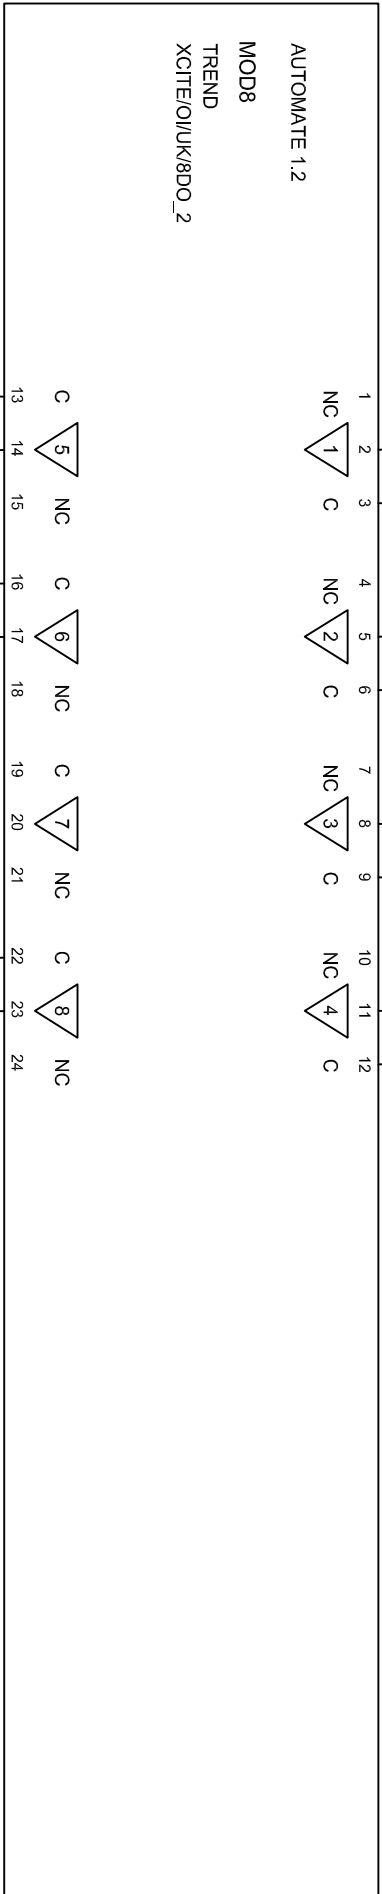 AUTOMATE 1.2
MOD8
TREND
XCITE/OI/UK/8DO_2
1 2 3 4 5 6 7 8 9 10 11 12
NC 1 C NC 2 C NC 3 C NC 4 C
C 5 NC C 6 NC C 7 NC C 8 NC
13 14 15 16 17 18 19 20 21 22 23 24